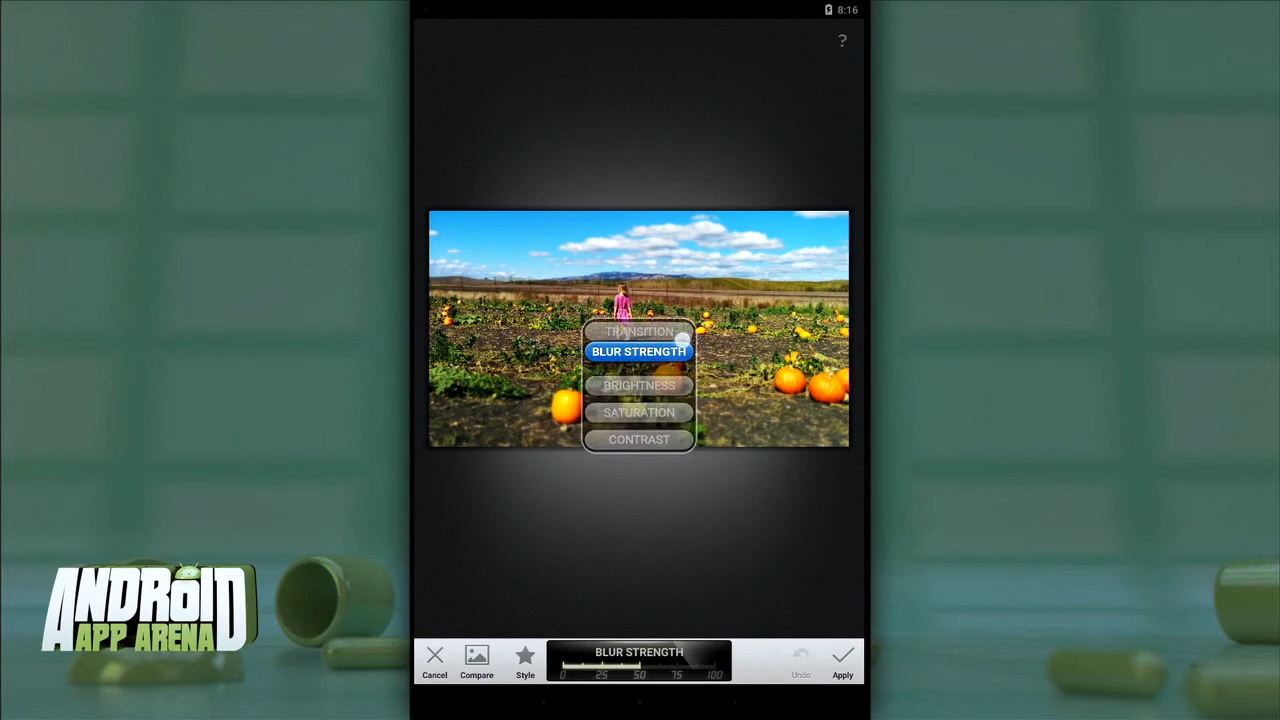 8:16
?
TRANSITION
BLUR STRENGTH
BRIGHTNESS
SATURATION
CONTRAST
ANDROID
APP ARENA
BLUR STRENGTH
0 25 50 75 100
Cancel
Compare
Style
Undo
Apply